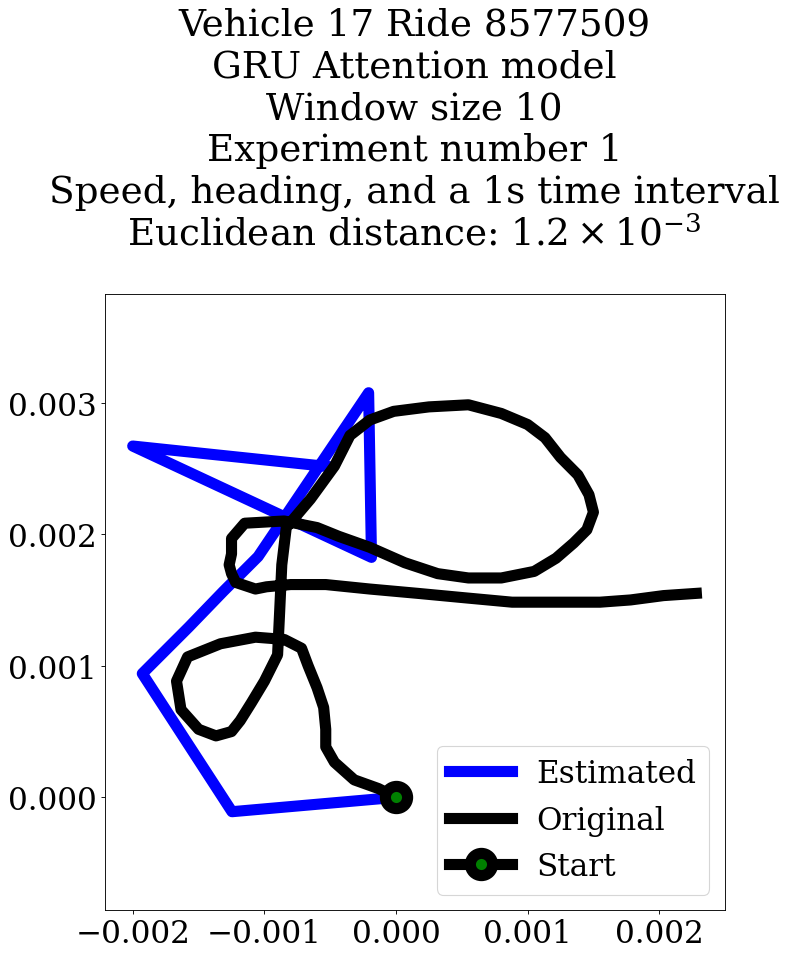 Vehicle 17 Ride 8577509
GRU Attention model
Window size 10
Experiment number 1
Speed, heading, and a 1s time interval
Euclidean distance: 1.2 × 10⁻³
0.003
0.002
0.001
0.000
Estimated
Original
Start
−0.002 −0.001 0.000 0.001 0.002